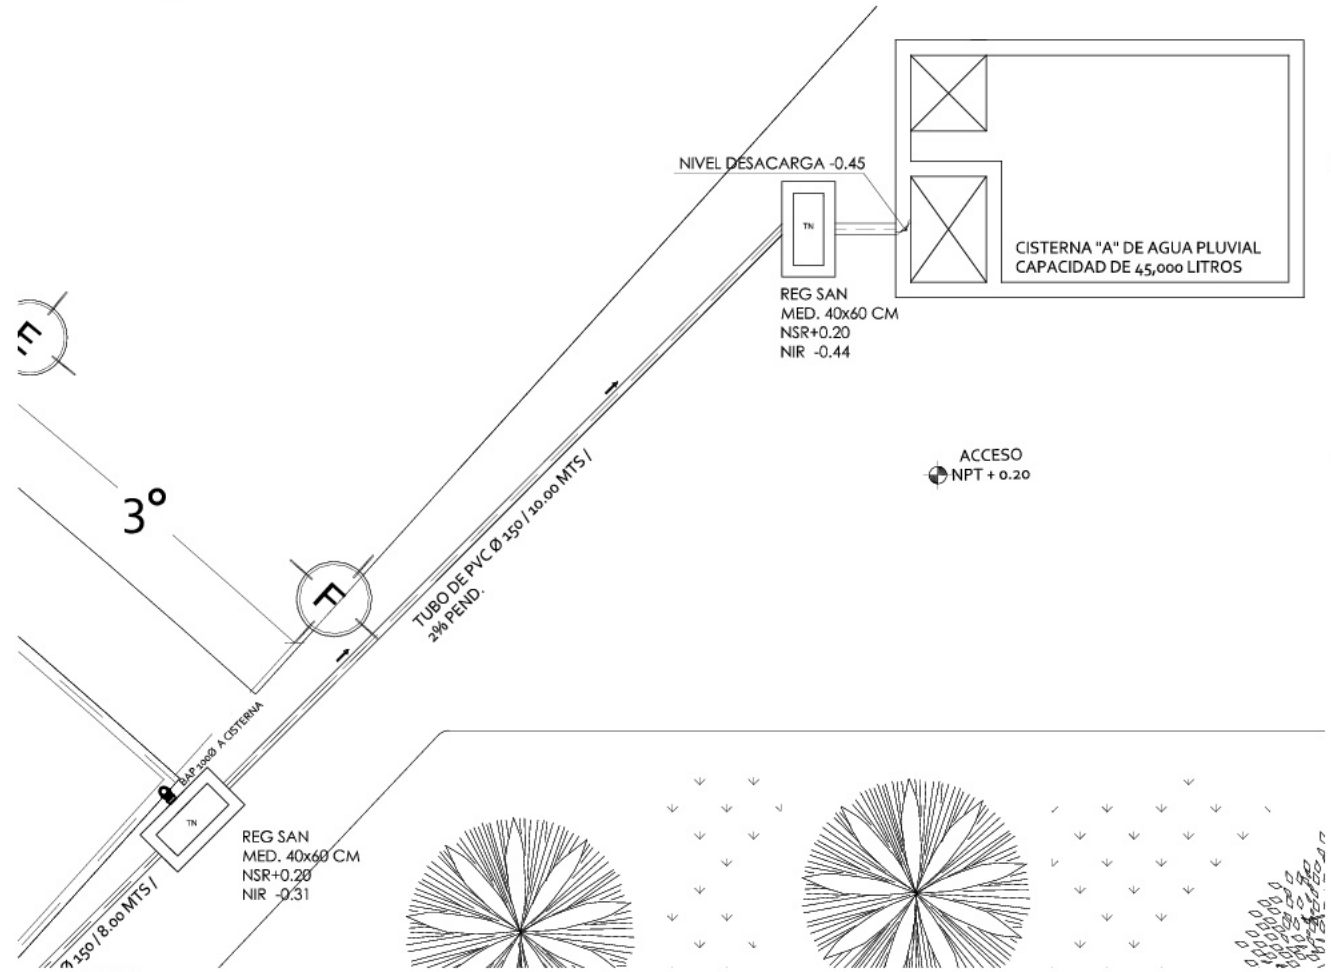 NIVEL DESACARGA -0.45
TN
CISTERNA "A" DE AGUA PLUVIAL
CAPACIDAD DE 45,000 LITROS
REG SAN
MED. 40x60 CM
NSR+0.20
NIR -0.44
E
ACCESO
NPT + 0.20
3°
TUBO DE PVC Ø 150 / 10.00 MTS /
2% PEND.
F
BAP 100Ø A CISTERNA
TN
REG SAN
MED. 40x60 CM
NSR+0.20
NIR -0.31
Ø 150 / 8.00 MTS /